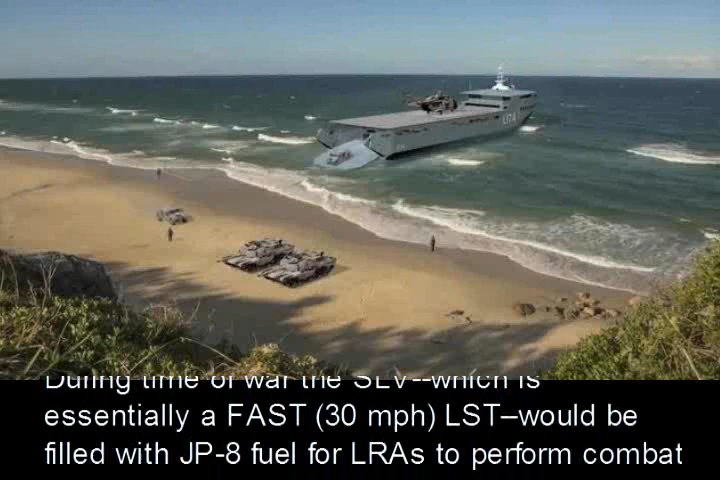 L174
During time of war the SLV--which is
essentially a FAST (30 mph) LST–would be
filled with JP-8 fuel for LRAs to perform combat